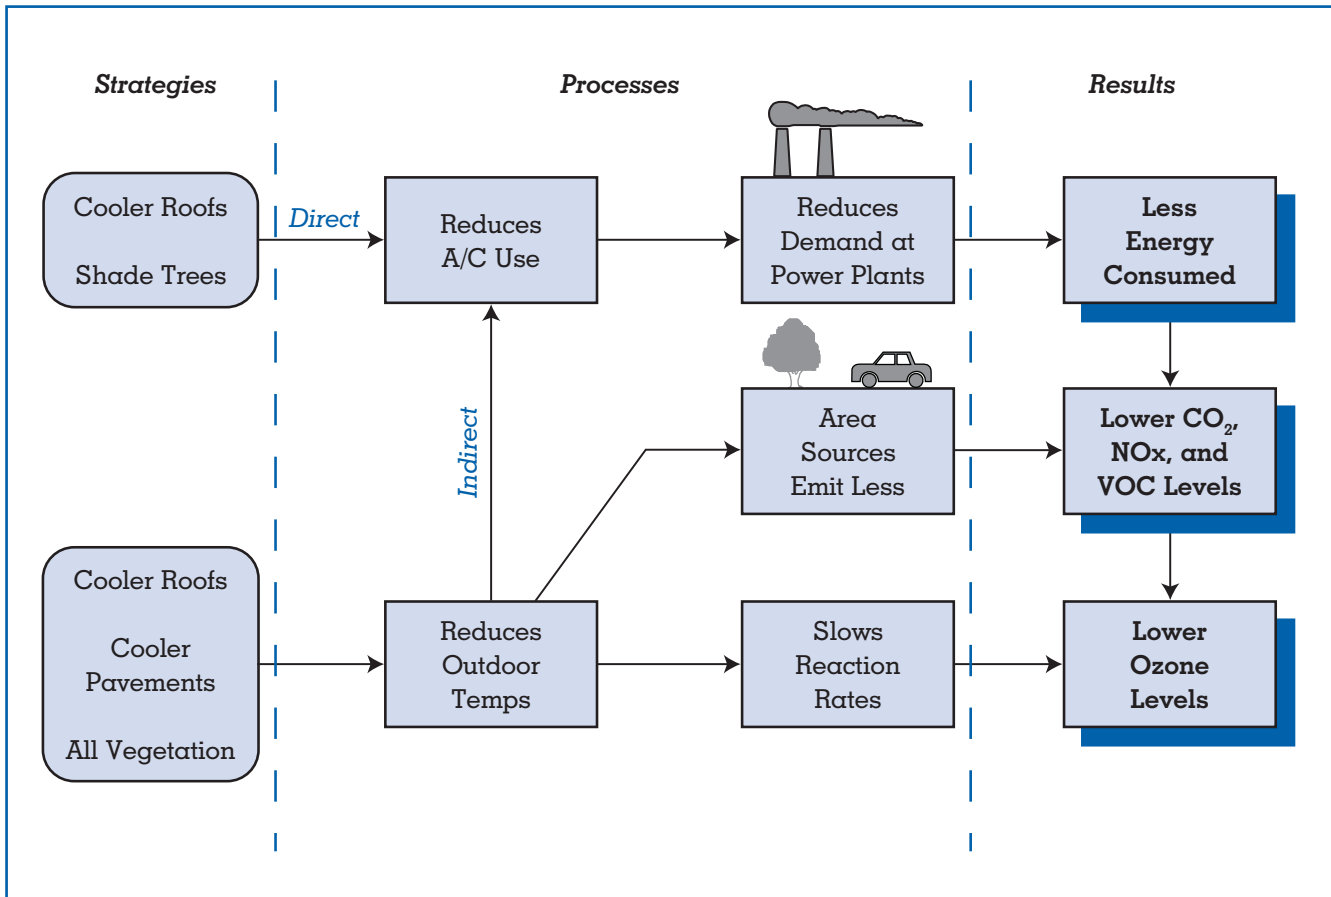 Strategies
Processes
Results
Cooler Roofs
Shade Trees
Direct
Reduces
A/C Use
Reduces
Demand at
Power Plants
Less
Energy
Consumed
Indirect
Area
Sources
Emit Less
Lower CO₂,
NOx, and
VOC Levels
Cooler Roofs
Cooler
Pavements
All Vegetation
Reduces
Outdoor
Temps
Slows
Reaction
Rates
Lower
Ozone
Levels